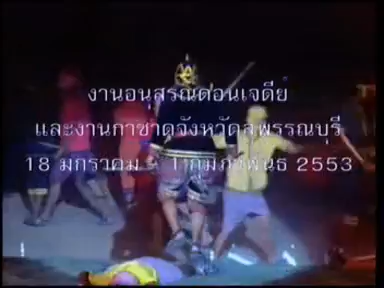 งานอนุสรณ์ดอนเจดีย์
และงานกาชาดจังหวัดสุพรรณบุรี
18 มกราคม - 1 กุมภาพันธ์ 2553